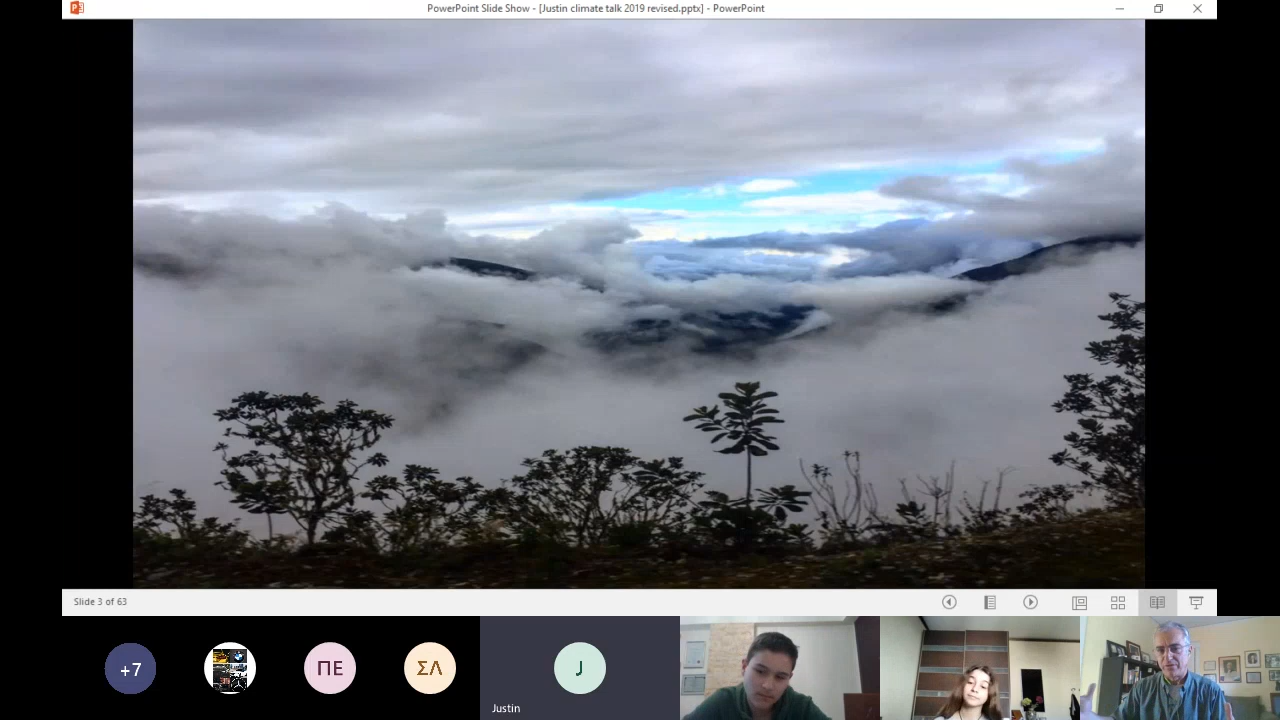 PowerPoint Slide Show - [Justin climate talk 2019 revised.pptx] - PowerPoint
Slide 3 of 63
+7
ΠΕ
ΣΛ
J
Justin